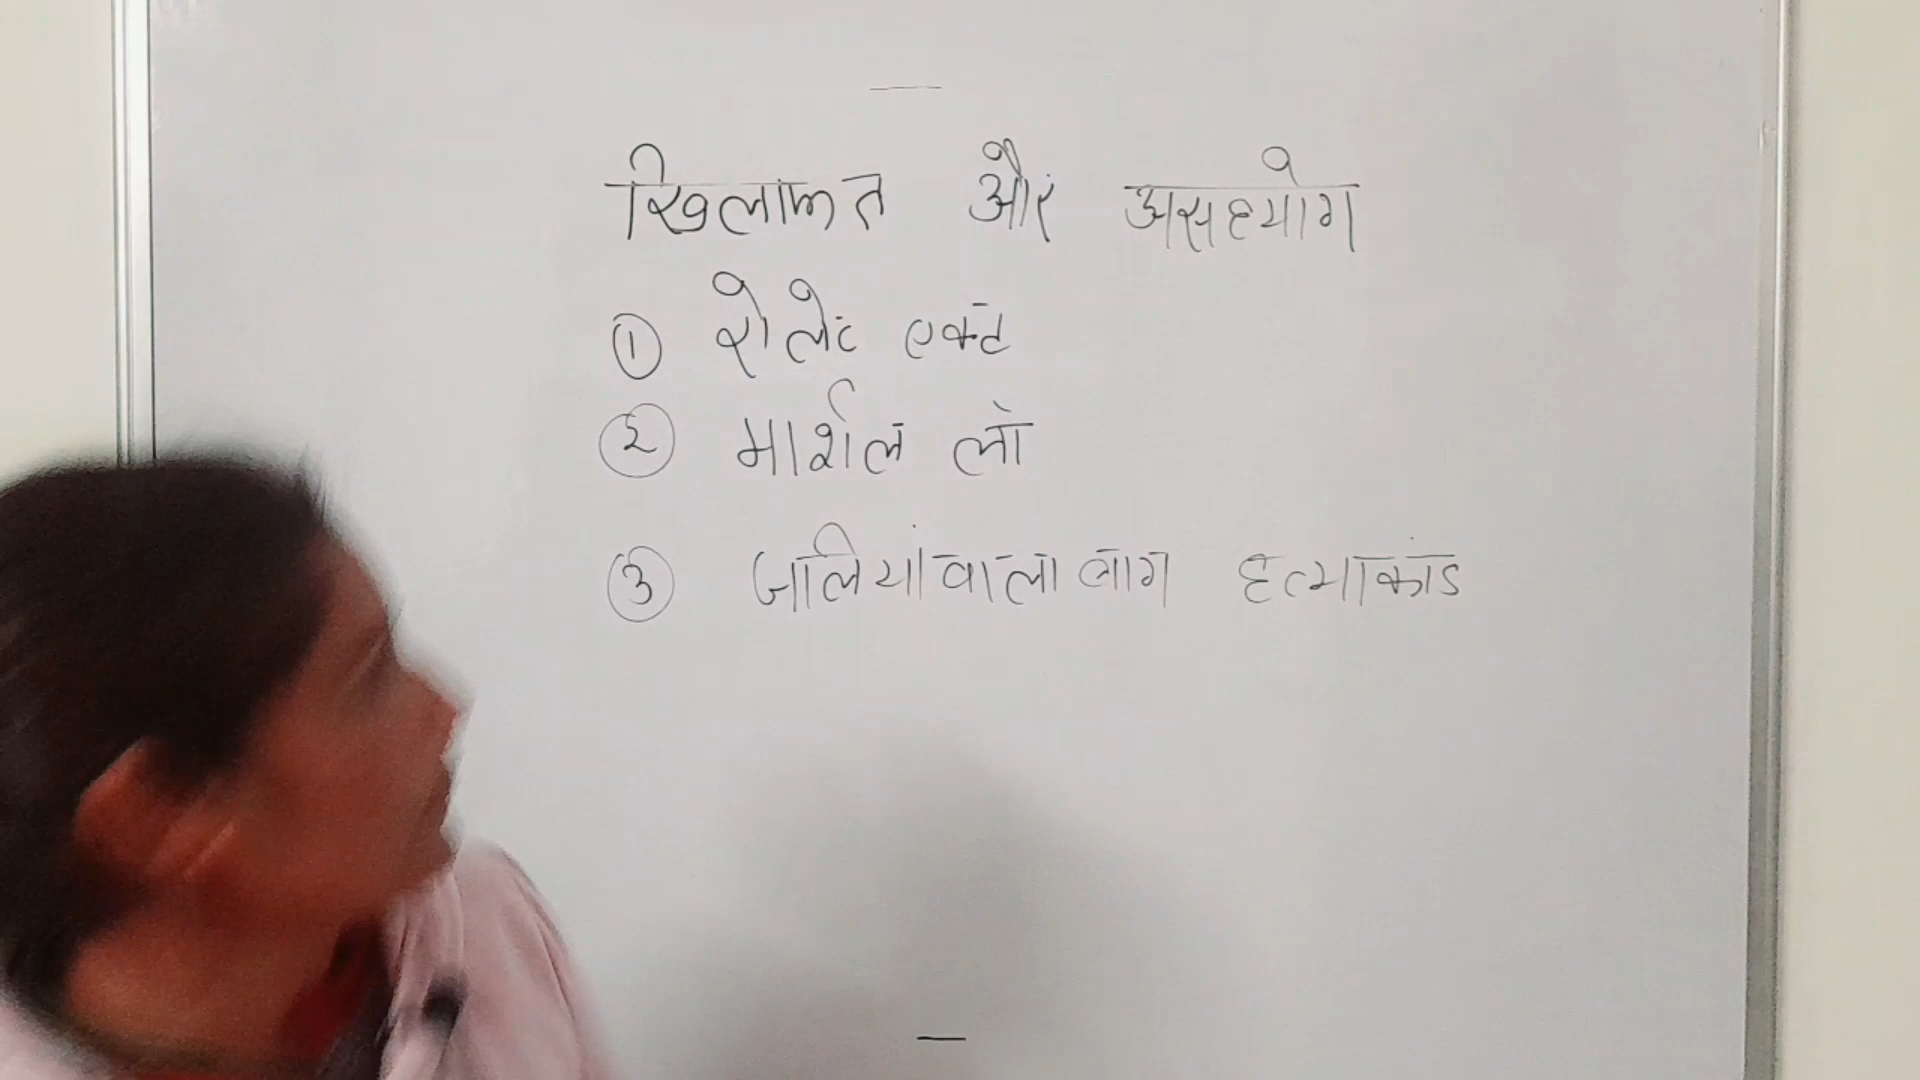 खिलाफत और असहयोग
① रोलेट एक्ट
② मार्शल लॉ
③ जलियांवाला बाग हत्याकांड